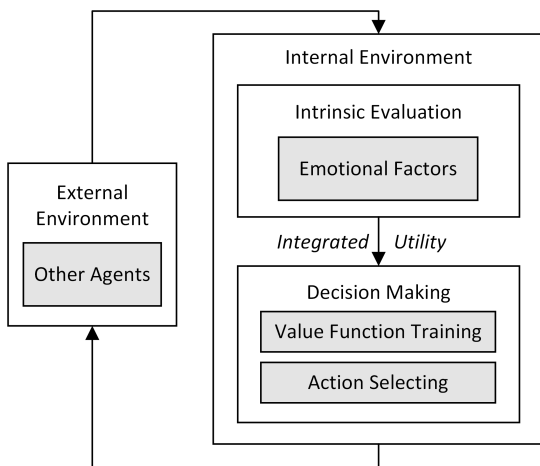 Internal Environment
Intrinsic Evaluation
Emotional Factors
External
Environment
Other Agents
Integrated Utility
Decision Making
Value Function Training
Action Selecting